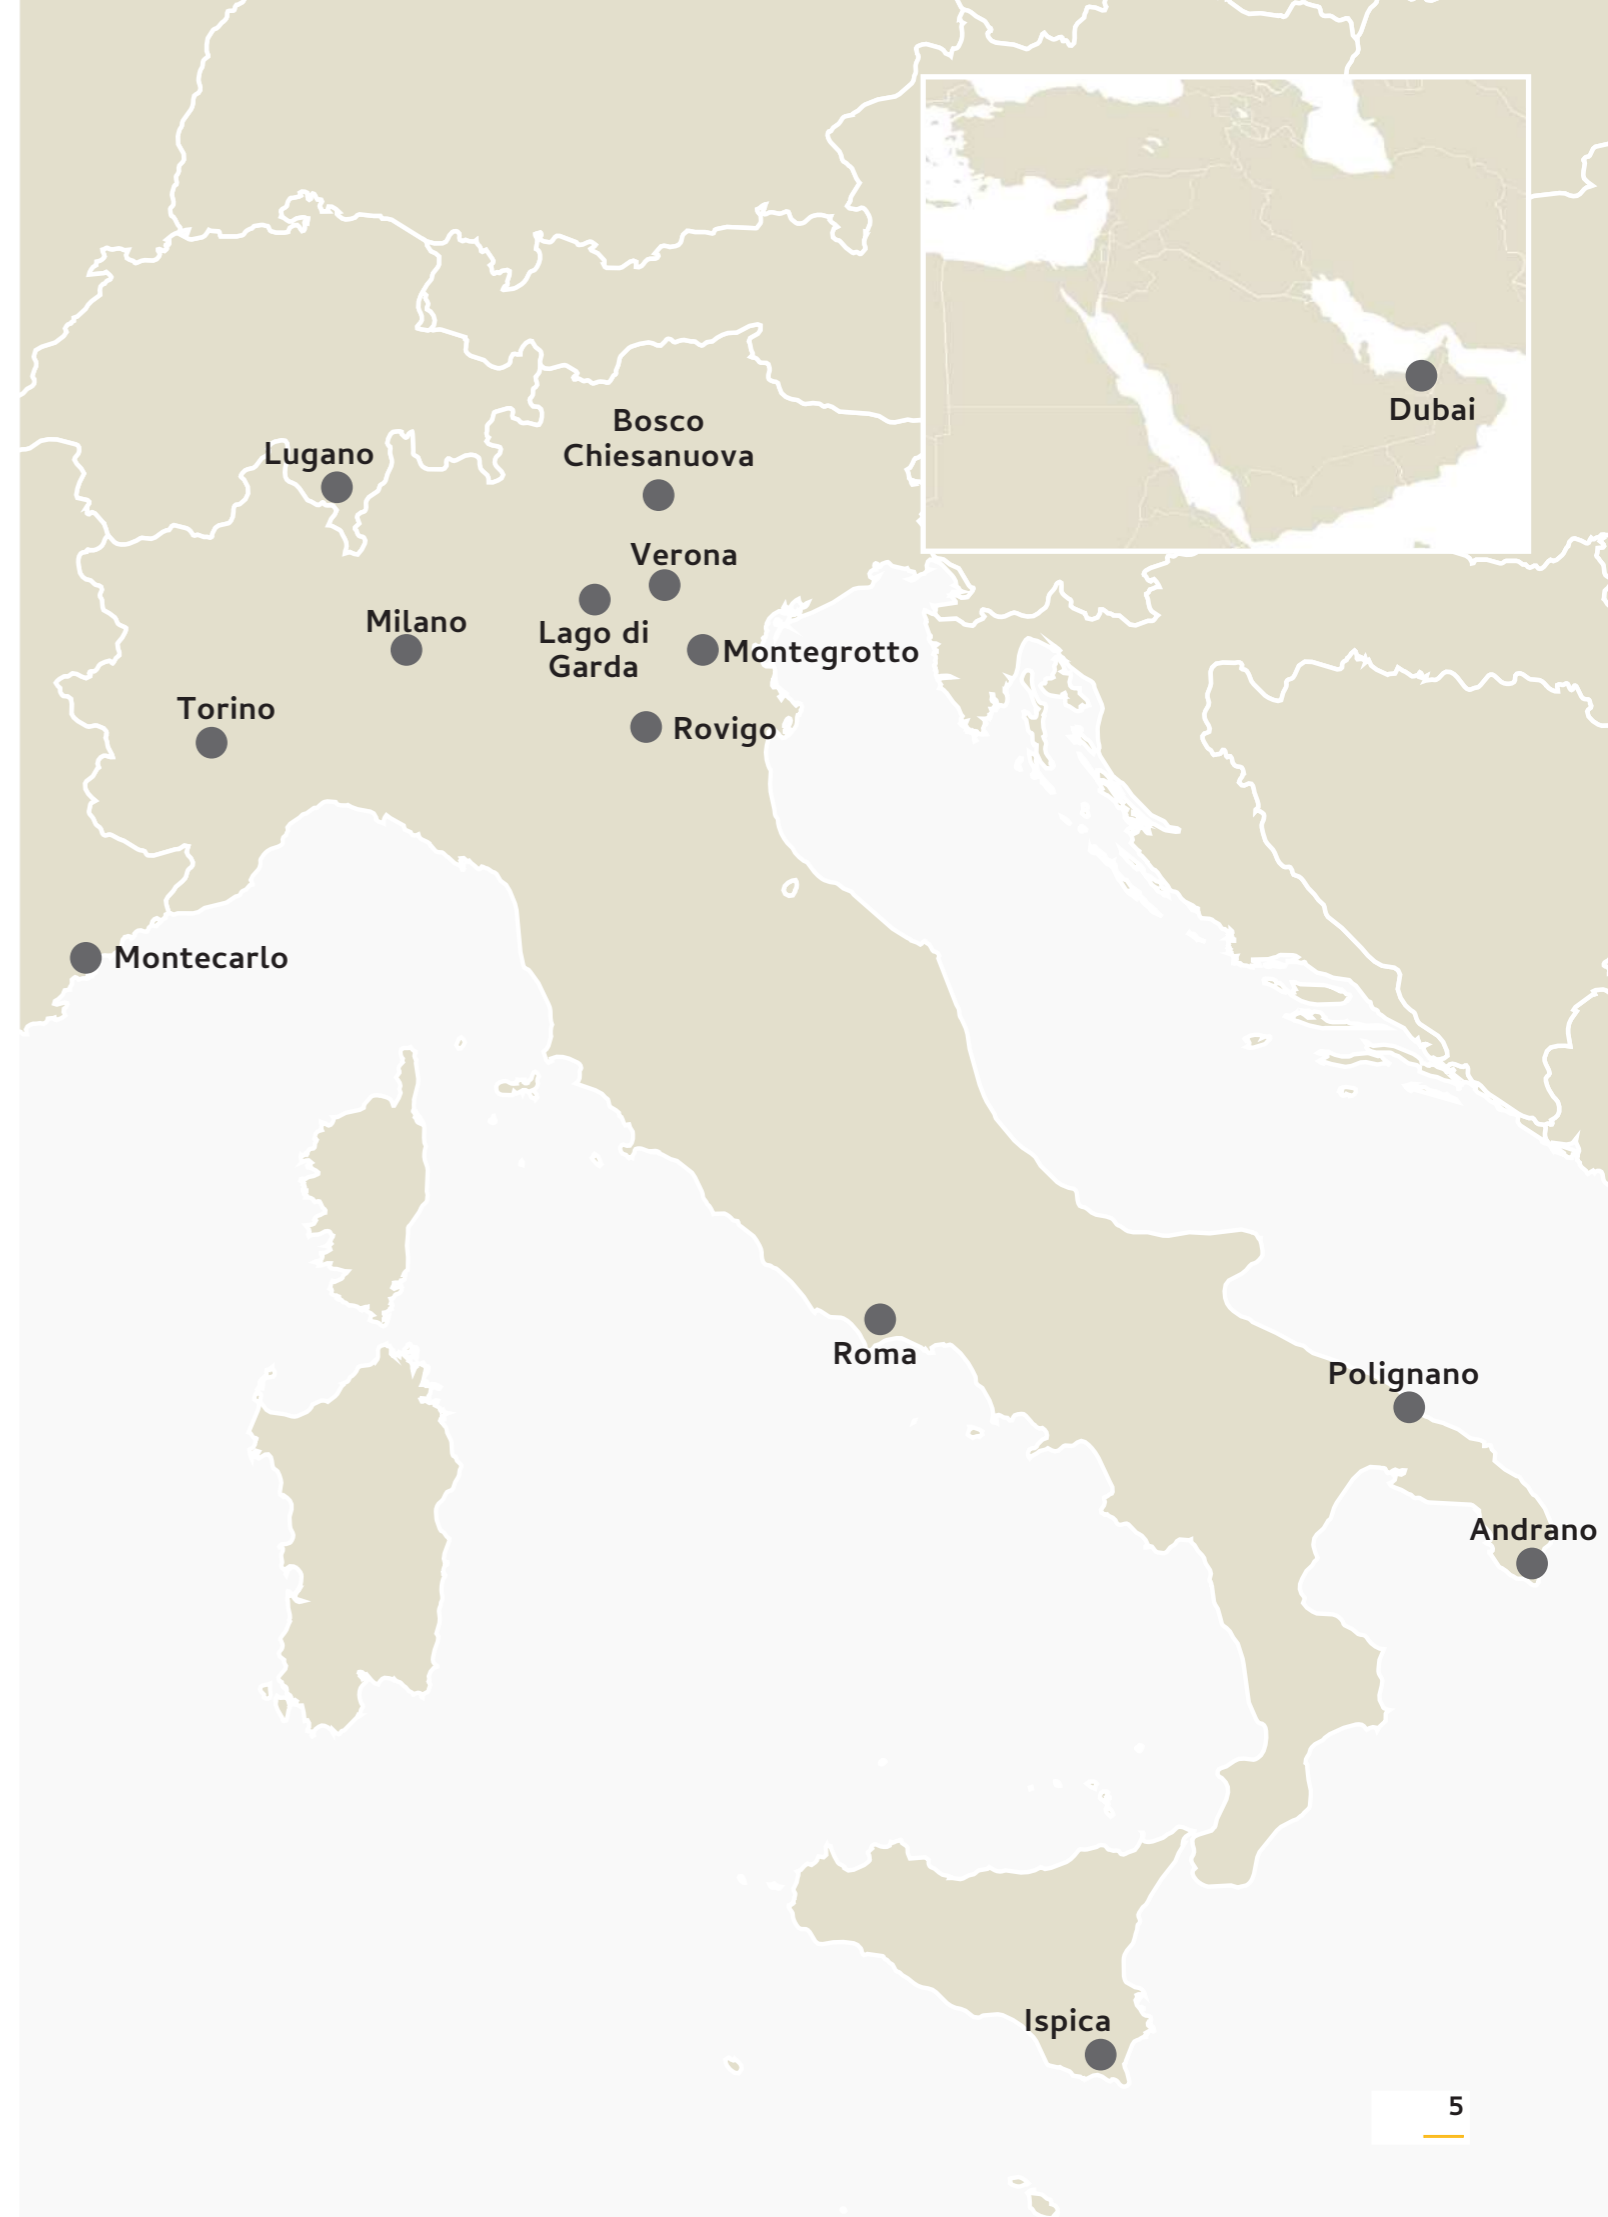 Dubai
Bosco
Chiesanuova
Lugano
Verona
Milano
Lago di
Garda
Montegrotto
Torino
Rovigo
Montecarlo
Roma
Polignano
Andrano
Ispica
5